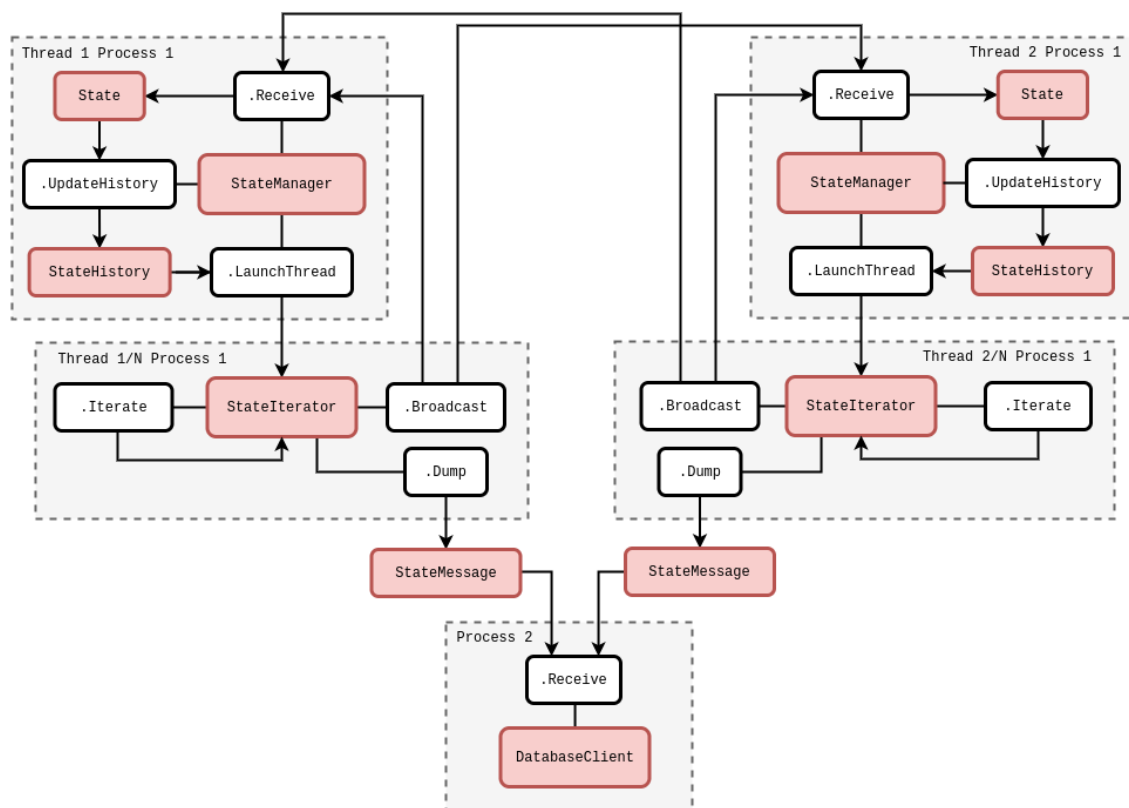 Thread 1 Process 1
State
.Receive
.UpdateHistory
StateManager
StateHistory
.LaunchThread
Thread 2 Process 1
.Receive
State
StateManager
.UpdateHistory
.LaunchThread
StateHistory
Thread 1/N Process 1
.Iterate
StateIterator
.Broadcast
.Dump
Thread 2/N Process 1
.Broadcast
StateIterator
.Iterate
.Dump
StateMessage
StateMessage
Process 2
.Receive
DatabaseClient